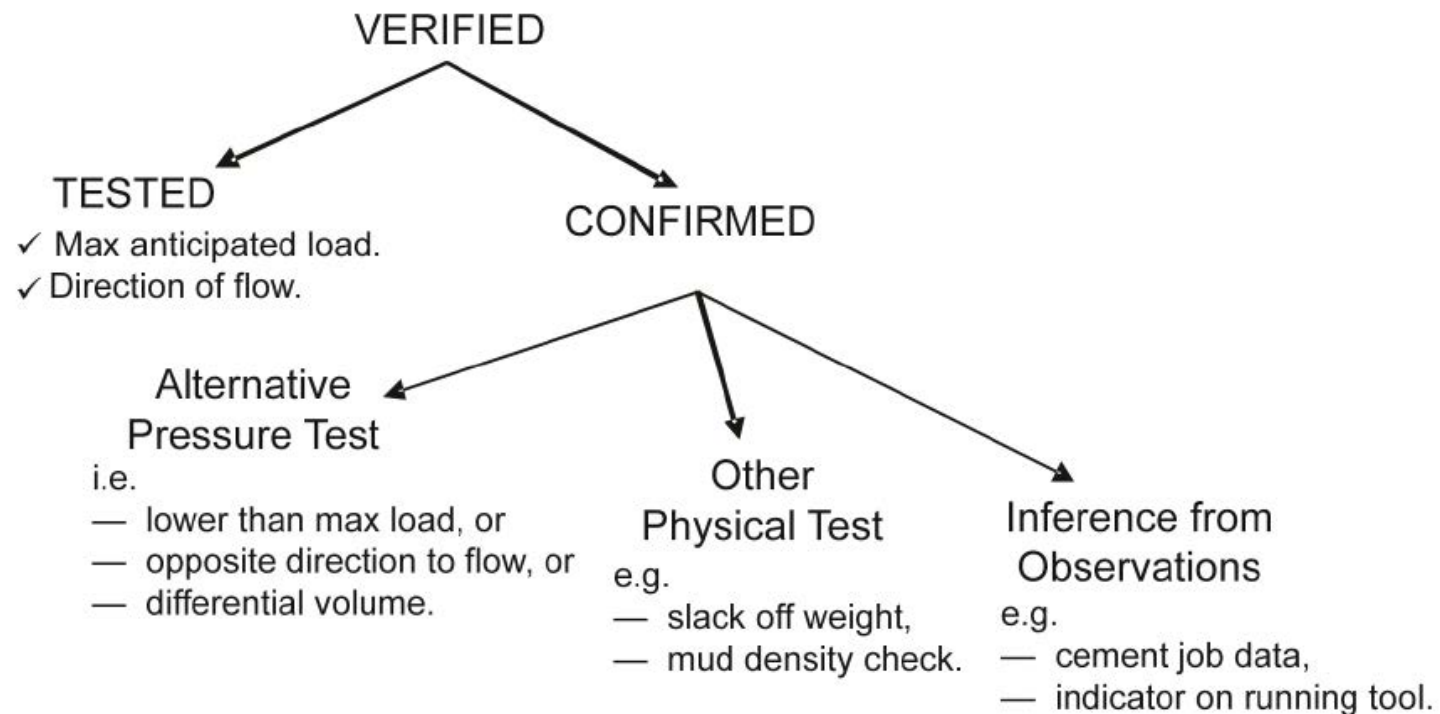 VERIFIED
TESTED
✓ Max anticipated load.
✓ Direction of flow.
CONFIRMED
Alternative
Pressure Test
i.e.
— lower than max load, or
— opposite direction to flow, or
— differential volume.
Other
Physical Test
e.g.
— slack off weight,
— mud density check.
Inference from
Observations
e.g.
— cement job data,
— indicator on running tool.